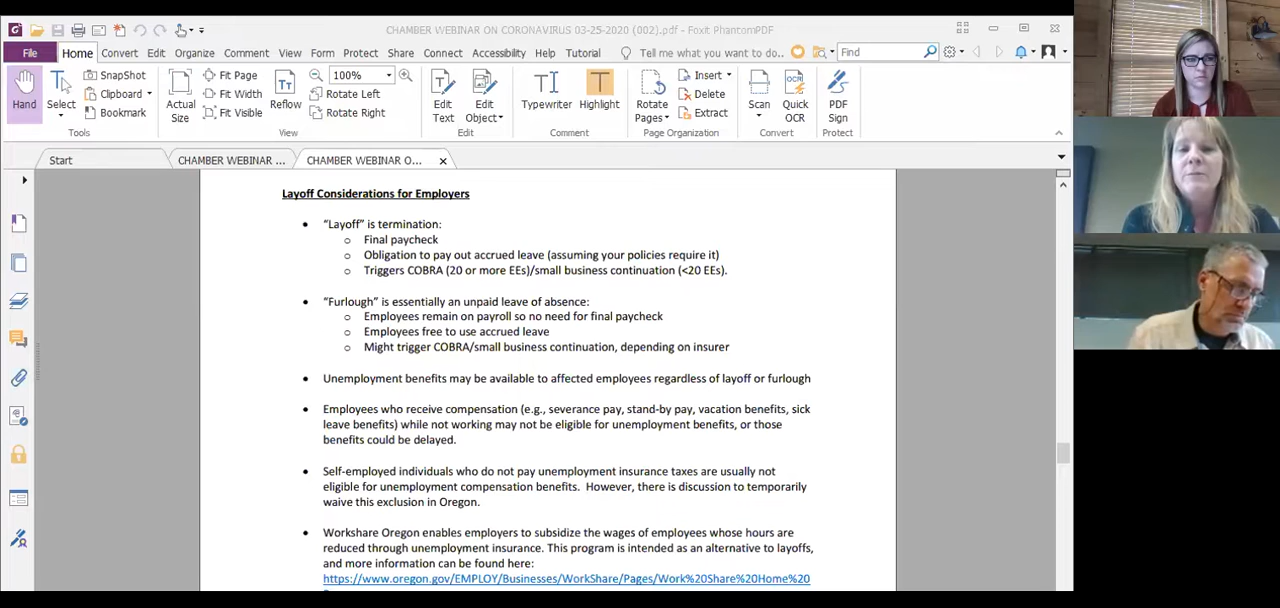 CHAMBER WEBINAR ON CORONAVIRUS 03-25-2020 (002).pdf - Foxit PhantomPDF
File Home Convert Edit Organize Comment View Form Protect Share Connect Accessibility Help Tutorial Tell me what you want to do.. Find
Hand
Select
SnapShot
Clipboard
Bookmark
Tools
Actual Size
Fit Page
Fit Width
Fit Visible
Reflow
100%
Rotate Left
Rotate Right
View
Edit Text
Edit Object
Edit
Typewriter
Highlight
Comment
Rotate Pages
Insert
Delete
Extract
Page Organization
Scan
Quick OCR
Convert
PDF Sign
Protect
Start CHAMBER WEBINAR ... CHAMBER WEBINAR O...
Layoff Considerations for Employers
• “Layoff” is termination:
o Final paycheck
o Obligation to pay out accrued leave (assuming your policies require it)
o Triggers COBRA (20 or more EEs)/small business continuation (<20 EEs).
• “Furlough” is essentially an unpaid leave of absence:
o Employees remain on payroll so no need for final paycheck
o Employees free to use accrued leave
o Might trigger COBRA/small business continuation, depending on insurer
• Unemployment benefits may be available to affected employees regardless of layoff or furlough
• Employees who receive compensation (e.g., severance pay, stand-by pay, vacation benefits, sick
leave benefits) while not working may not be eligible for unemployment benefits, or those
benefits could be delayed.
• Self-employed individuals who do not pay unemployment insurance taxes are usually not
eligible for unemployment compensation benefits. However, there is discussion to temporarily
waive this exclusion in Oregon.
• Workshare Oregon enables employers to subsidize the wages of employees whose hours are
reduced through unemployment insurance. This program is intended as an alternative to layoffs,
and more information can be found here:
https://www.oregon.gov/EMPLOY/Businesses/WorkShare/Pages/Work%20Share%20Home%20